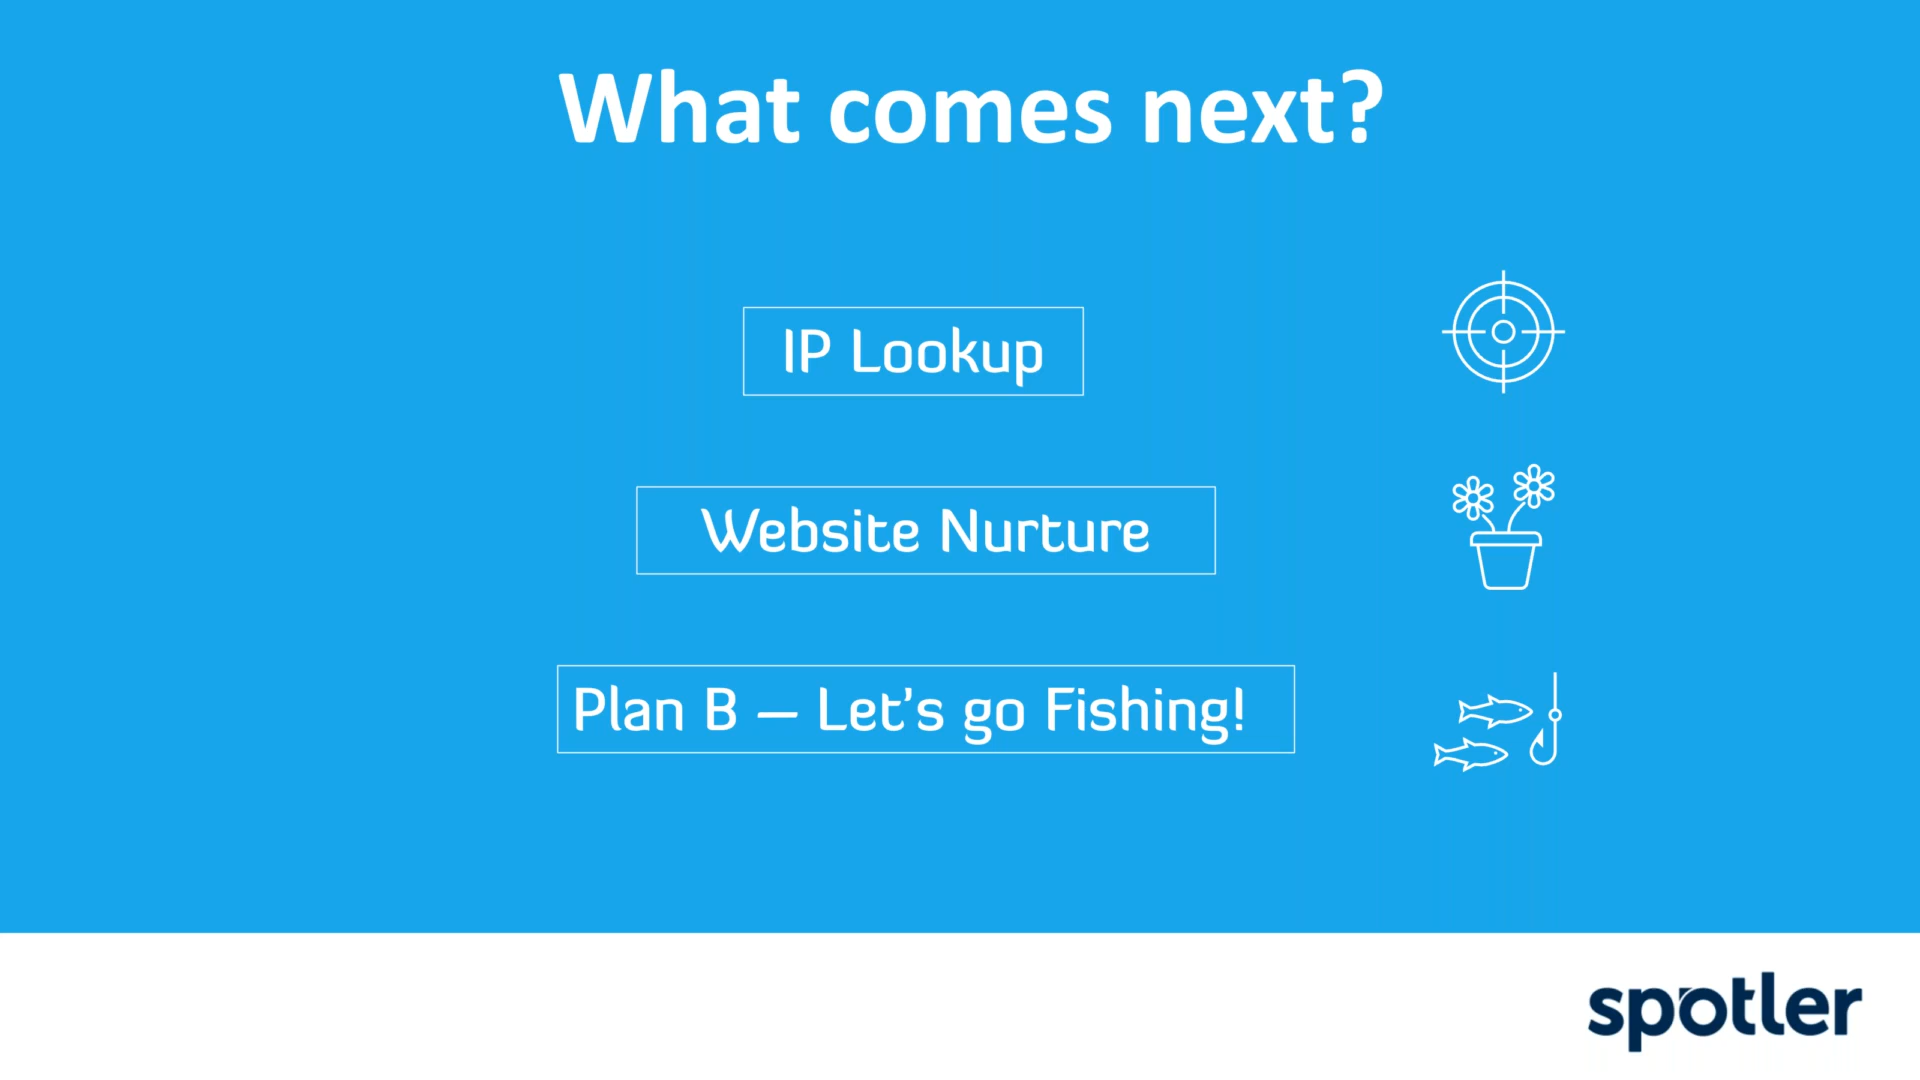 What comes next?
IP Lookup
Website Nurture
Plan B – Let's go Fishing!
spotler